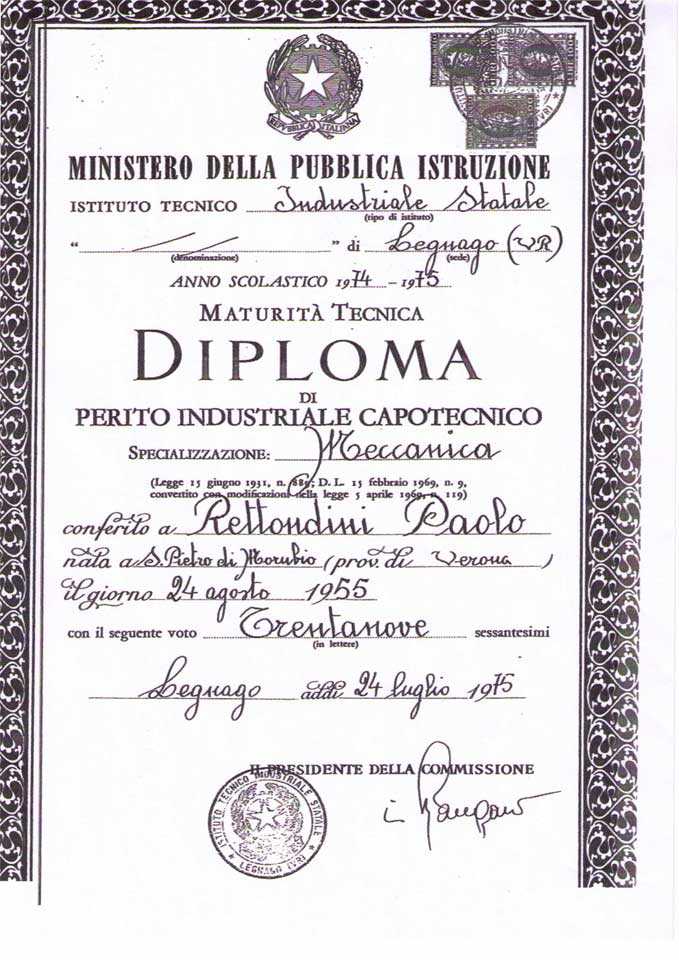 REPVBBLICA ITALIANA
MINISTERO DELLA PUBBLICA ISTRUZIONE
ISTITUTO TECNICO Industriale Statale
(tipo di istituto)
“ // ” di Legnago (VR)
(denominazione) (sede)
ANNO SCOLASTICO 1974 - 1975
MATURITÀ TECNICA
DIPLOMA
DI
PERITO INDUSTRIALE CAPOTECNICO
SPECIALIZZAZIONE: Meccanica
(Legge 15 giugno 1931, n. 889; D. L. 15 febbraio 1969, n. 9,
convertito con modificazioni nella legge 5 aprile 1969, n. 119)
conferito a Rettondini Paolo
nato a S. Pietro di Morubio (prov. di Verona)
il giorno 24 agosto 1955
con il seguente voto Trentanove sessantesimi
(in lettere)
Legnago addì 24 luglio 1975
IL PRESIDENTE DELLA COMMISSIONE
ISTITUTO TECNICO INDUSTRIALE STATALE
LEGNAGO (VR)